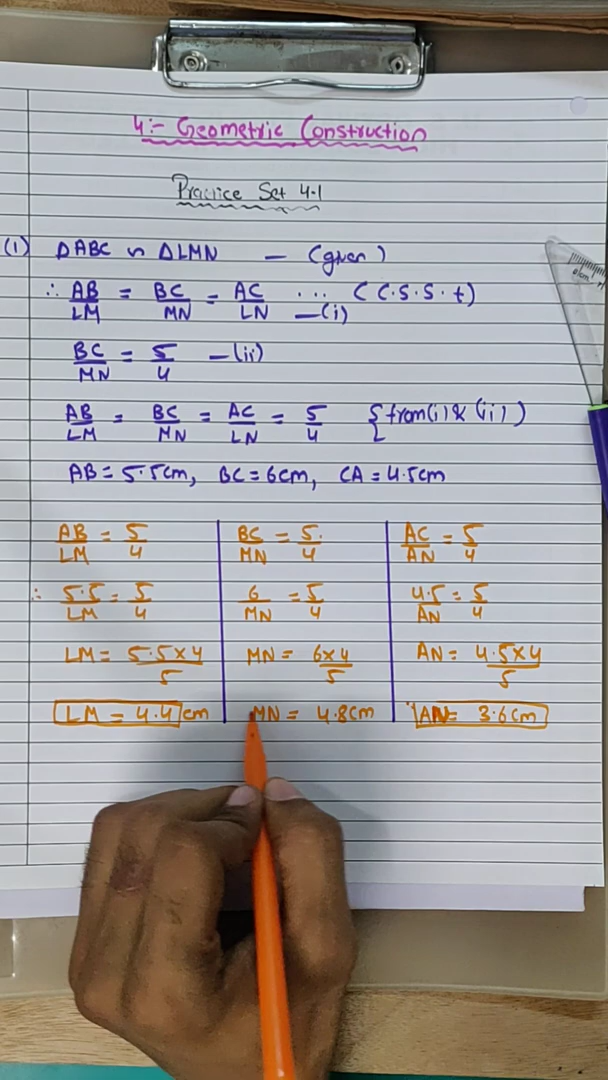 4:- Geometric Construction
Practice Set 4.1
(1) ΔABC ~ ΔLMN — (given)
∴ AB/LM = BC/MN = AC/LN ... (C.S.S.t) —(i)
BC/MN = 5/4 —(ii)
AB/LM = BC/MN = AC/LN = 5/4 {from(i) & (ii)}
AB = 5.5cm, BC = 6cm, CA = 4.5cm
AB/LM = 5/4
∴ 5.5/LM = 5/4
LM = 5.5×4/5
LM = 4.4 cm
BC/MN = 5/4
6/MN = 5/4
MN = 6×4/5
MN = 4.8cm
AC/AN = 5/4
4.5/AN = 5/4
AN = 4.5×4/5
AN = 3.6cm
0 1cm